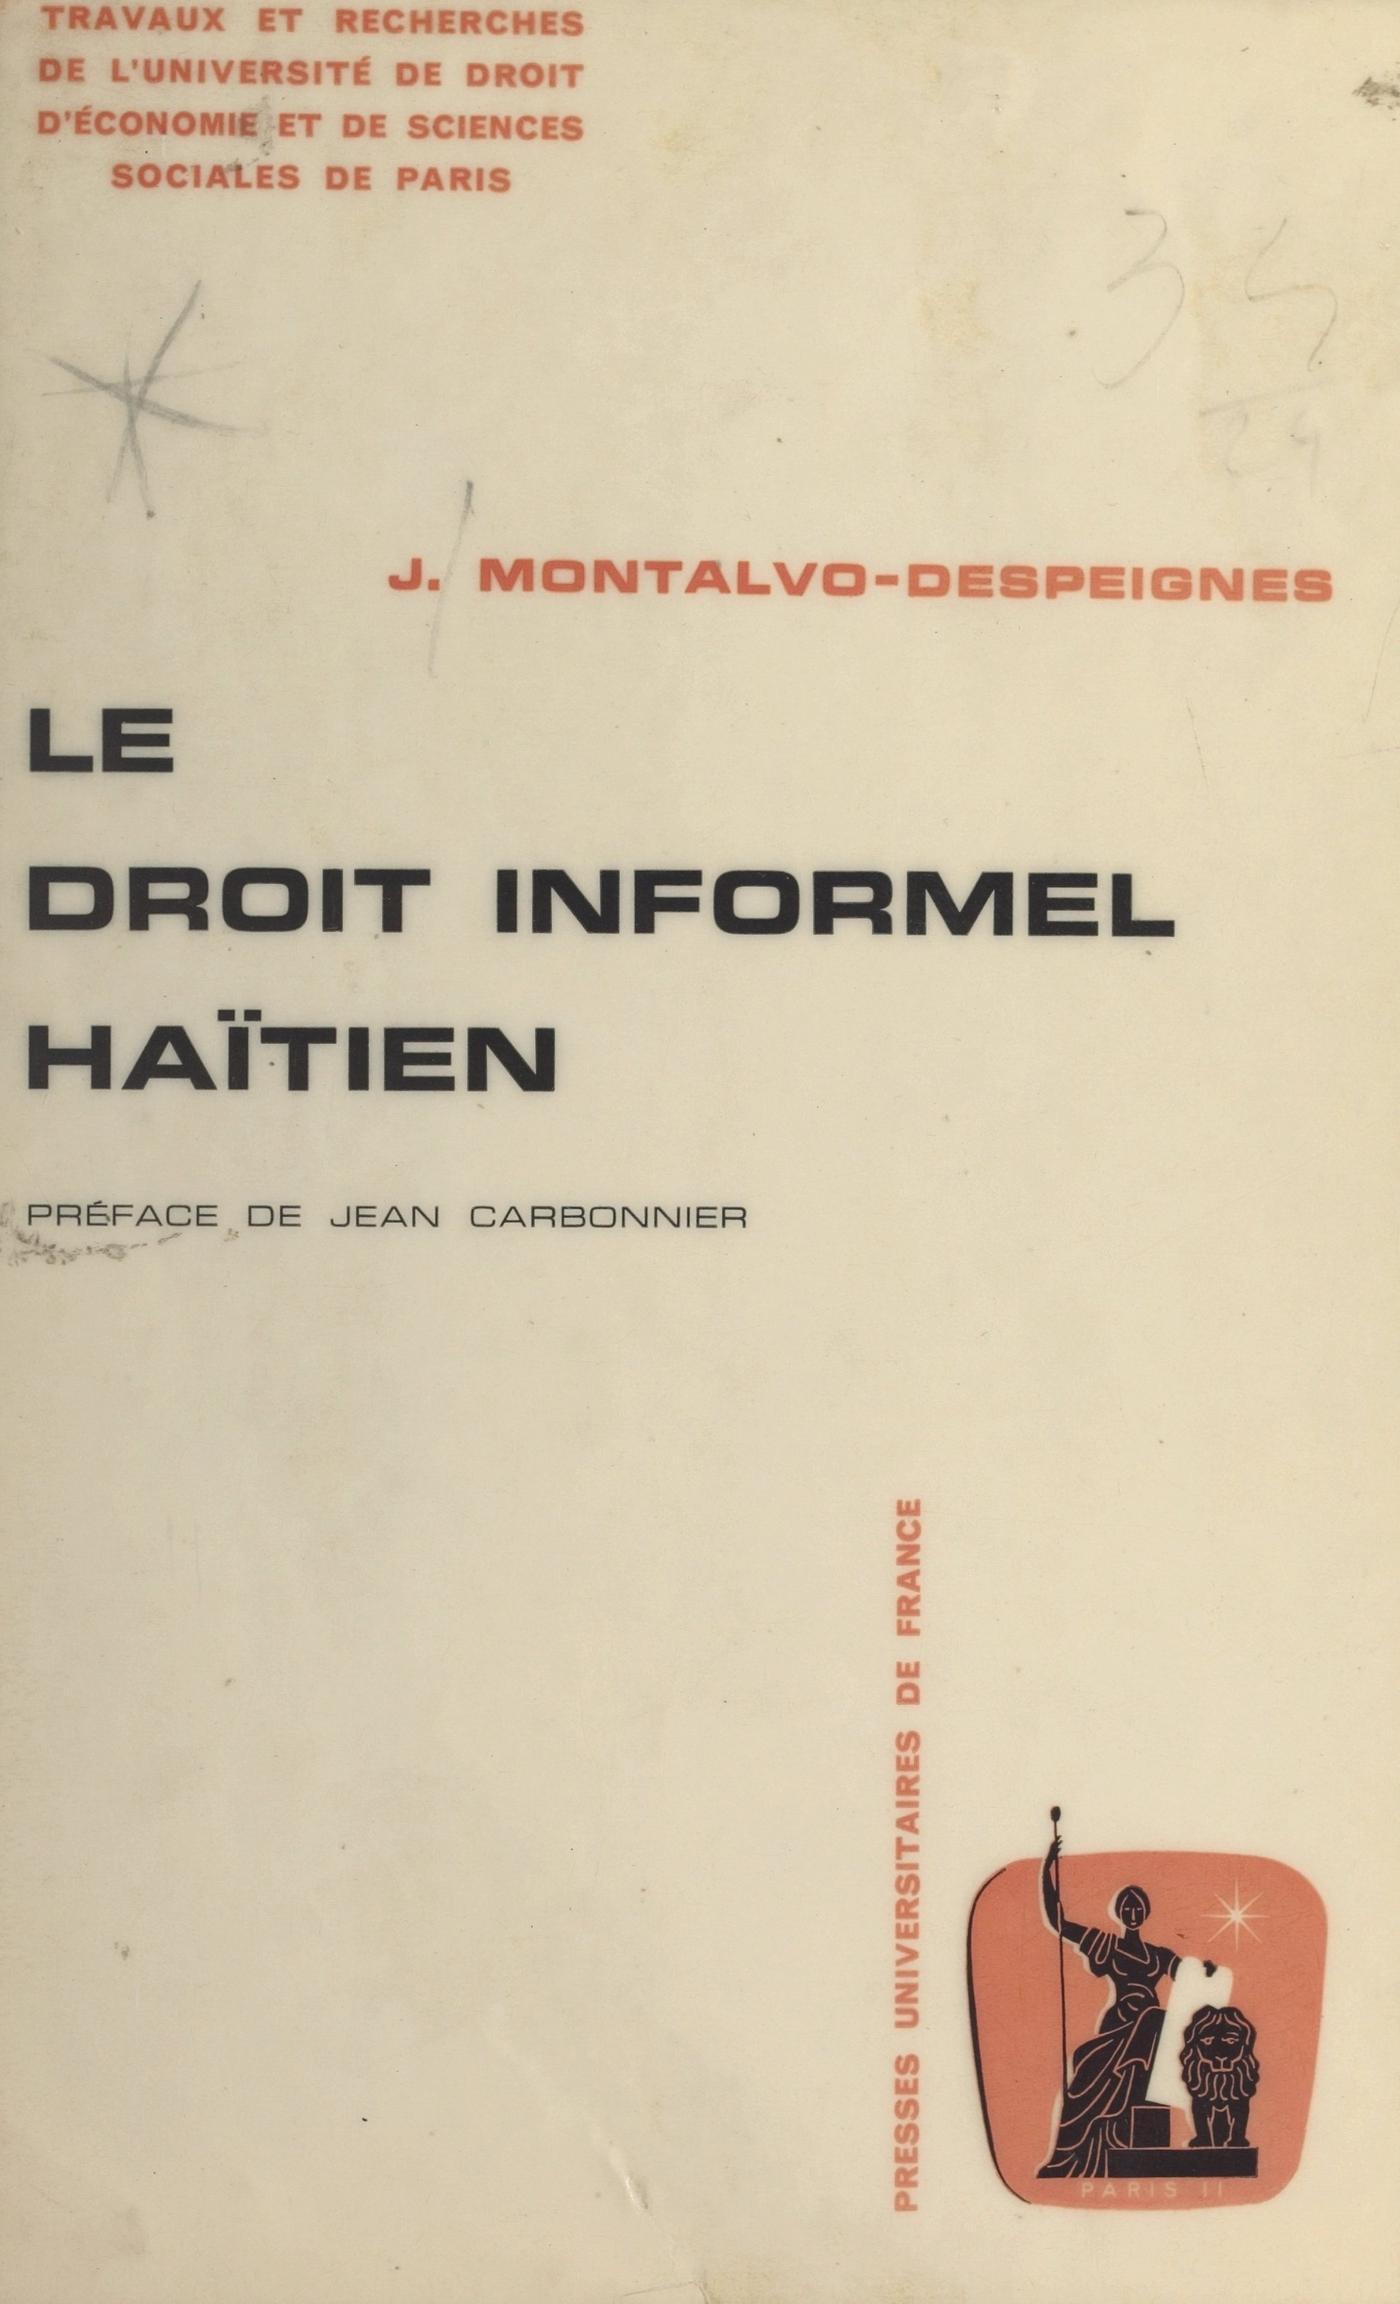 TRAVAUX ET RECHERCHES
DE L'UNIVERSITÉ DE DROIT
D'ÉCONOMIE ET DE SCIENCES
SOCIALES DE PARIS
J. MONTALVO-DESPEIGNES
LE
DROIT INFORMEL
HAÏTIEN
PRÉFACE DE JEAN CARBONNIER
PRESSES UNIVERSITAIRES DE FRANCE
PARIS II